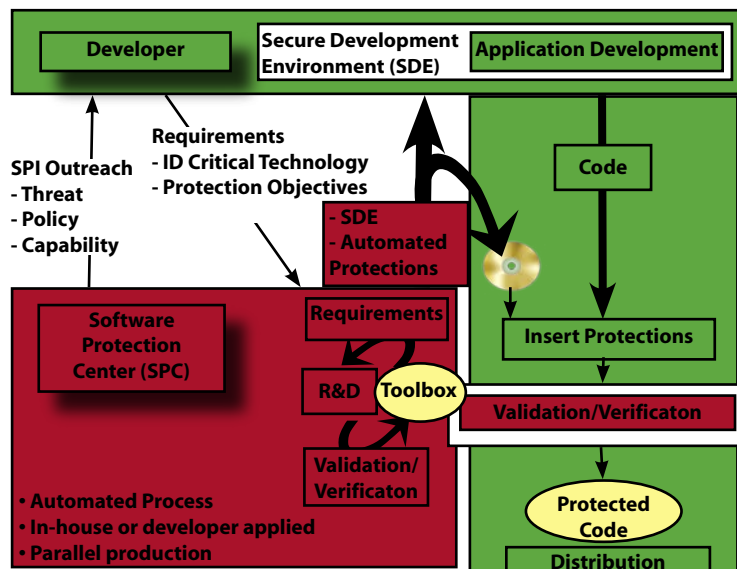 Developer
Secure Development
Environment (SDE)
Application Development
SPI Outreach
- Threat
- Policy
- Capability
Requirements
- ID Critical Technology
- Protection Objectives
- SDE
- Automated
Protections
Code
Insert Protections
Software
Protection
Center (SPC)
Requirements
R&D
Toolbox
Validation/
Verificaton
Validation/Verificaton
• Automated Process
• In-house or developer applied
• Parallel production
Protected
Code
Distribution